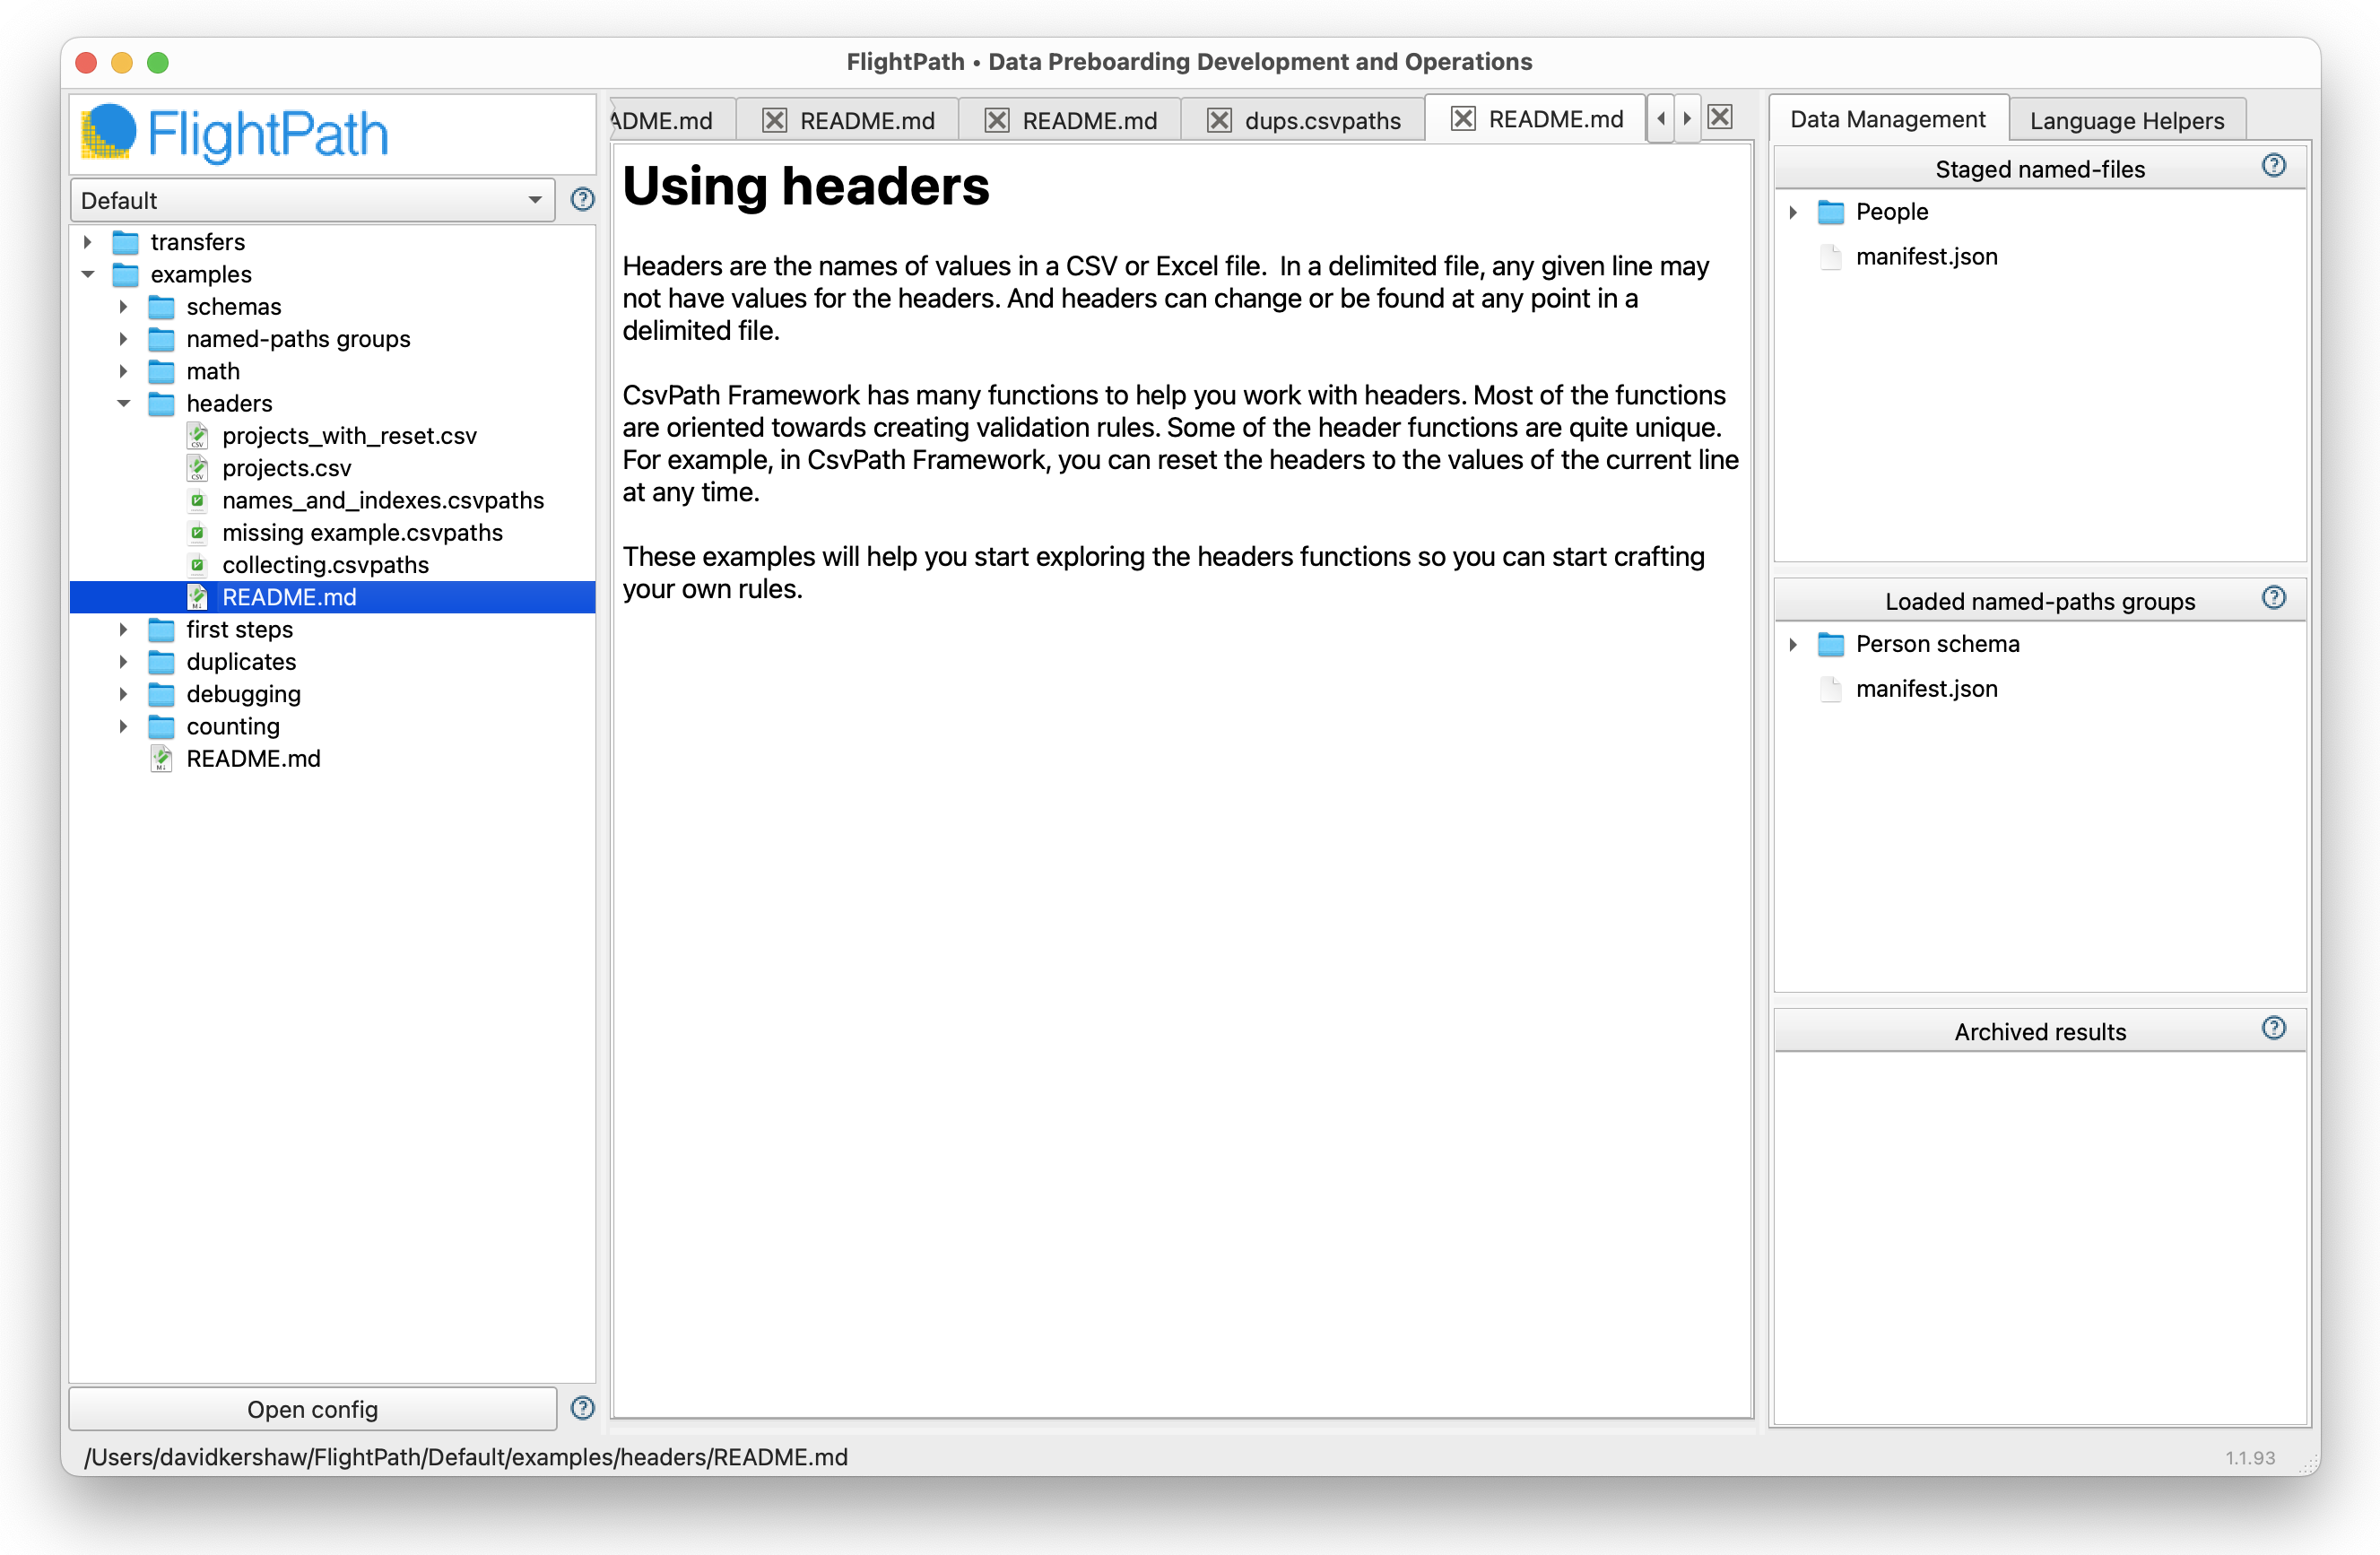 FlightPath • Data Preboarding Development and Operations
FlightPath
Default
transfers
examples
schemas
named-paths groups
math
headers
projects_with_reset.csv
projects.csv
names_and_indexes.csvpaths
missing example.csvpaths
collecting.csvpaths
README.md
first steps
duplicates
debugging
counting
README.md
Open config
ADME.md
README.md
README.md
dups.csvpaths
README.md
Using headers
Headers are the names of values in a CSV or Excel file.  In a delimited file, any given line may
not have values for the headers. And headers can change or be found at any point in a
delimited file.
CsvPath Framework has many functions to help you work with headers. Most of the functions
are oriented towards creating validation rules. Some of the header functions are quite unique.
For example, in CsvPath Framework, you can reset the headers to the values of the current line
at any time.
These examples will help you start exploring the headers functions so you can start crafting
your own rules.
Data Management
Language Helpers
Staged named-files
People
manifest.json
Loaded named-paths groups
Person schema
manifest.json
Archived results
/Users/davidkershaw/FlightPath/Default/examples/headers/README.md
1.1.93